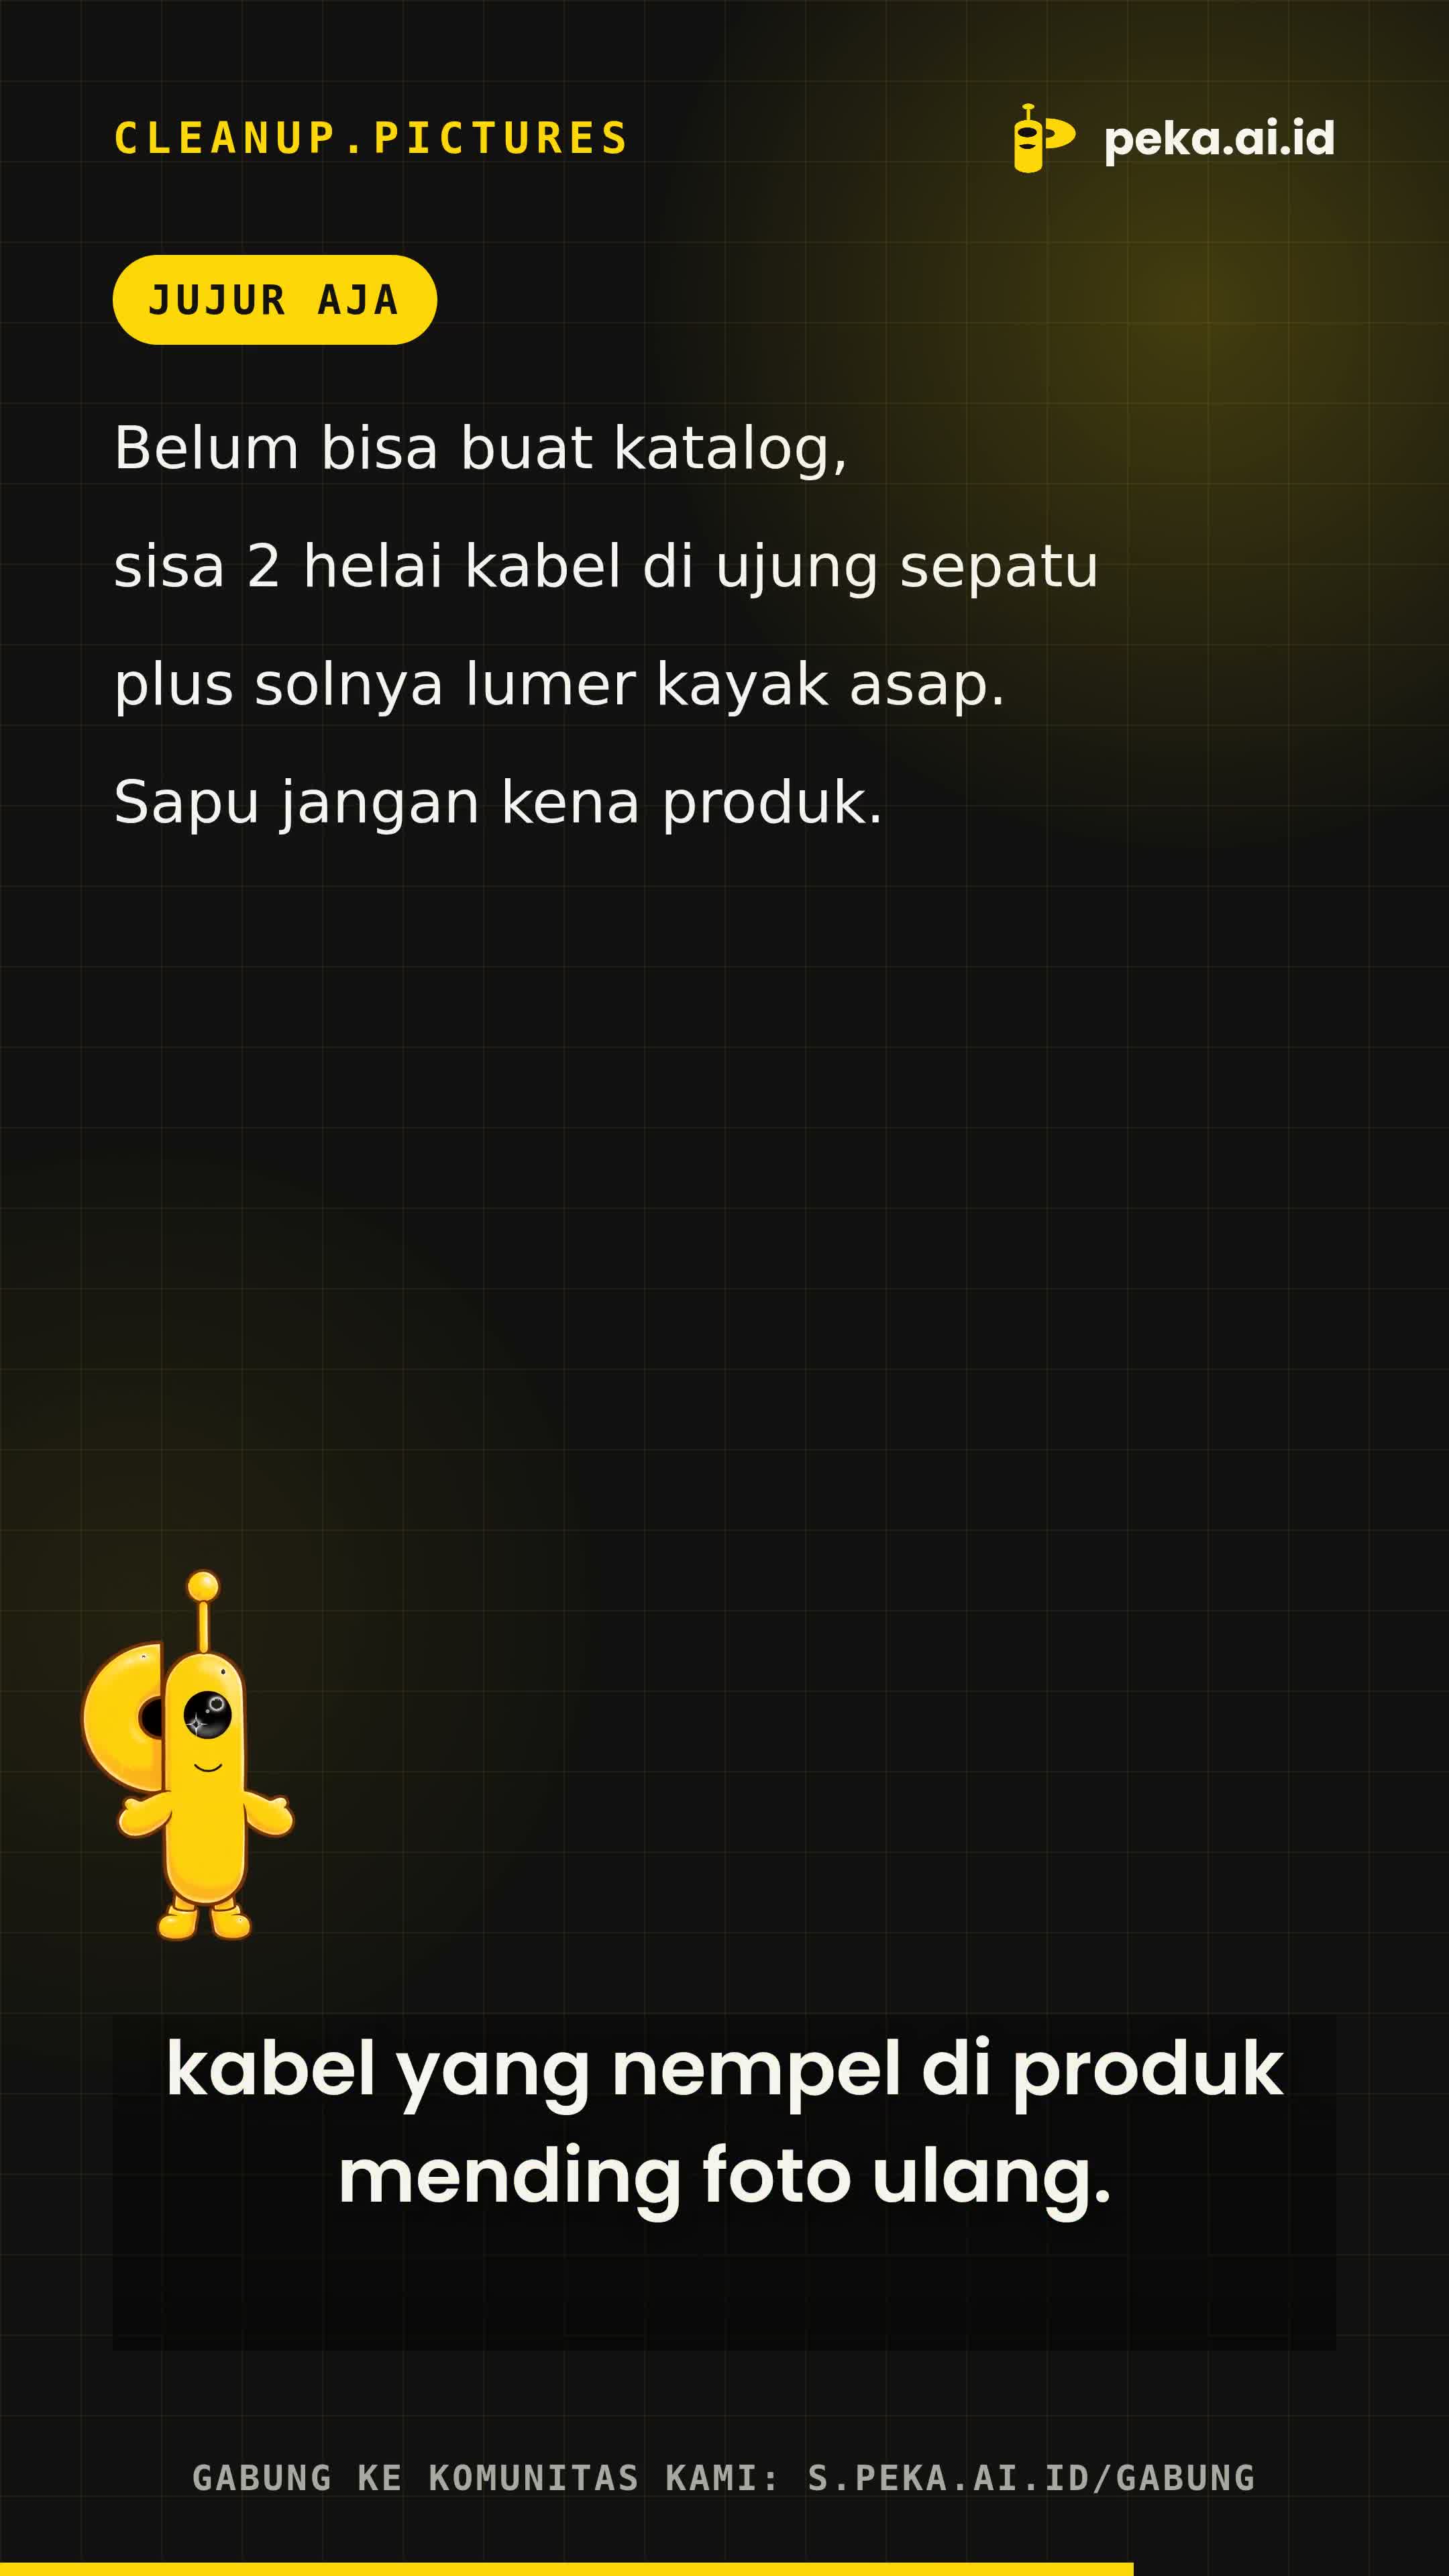 CLEANUP.PICTURES
peka.ai.id
JUJUR AJA
Belum bisa buat katalog,
sisa 2 helai kabel di ujung sepatu
plus solnya lumer kayak asap.
Sapu jangan kena produk.
kabel yang nempel di produk
mending foto ulang.
GABUNG KE KOMUNITAS KAMI: S.PEKA.AI.ID/GABUNG